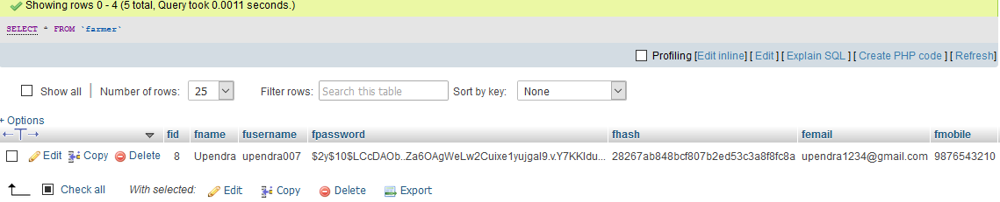 Showing rows 0 - 4 (5 total, Query took 0.0011 seconds.)
SELECT * FROM `farmer`
Profiling [Edit inline] [ Edit ] [ Explain SQL ] [ Create PHP code ] [ Refresh]
Show all | Number of rows: 25 Filter rows: Search this table Sort by key: None
+ Options
←T→ fid fname fusername fpassword fhash femail fmobile
Edit Copy Delete 8 Upendra upendra007 $2y$10$LCcDAOb..Za6OAgWeLw2Cuixe1yujgaI9.v.Y7KKIdu... 28267ab848bcf807b2ed53c3a8f8fc8a upendra1234@gmail.com 9876543210
Check all With selected: Edit Copy Delete Export